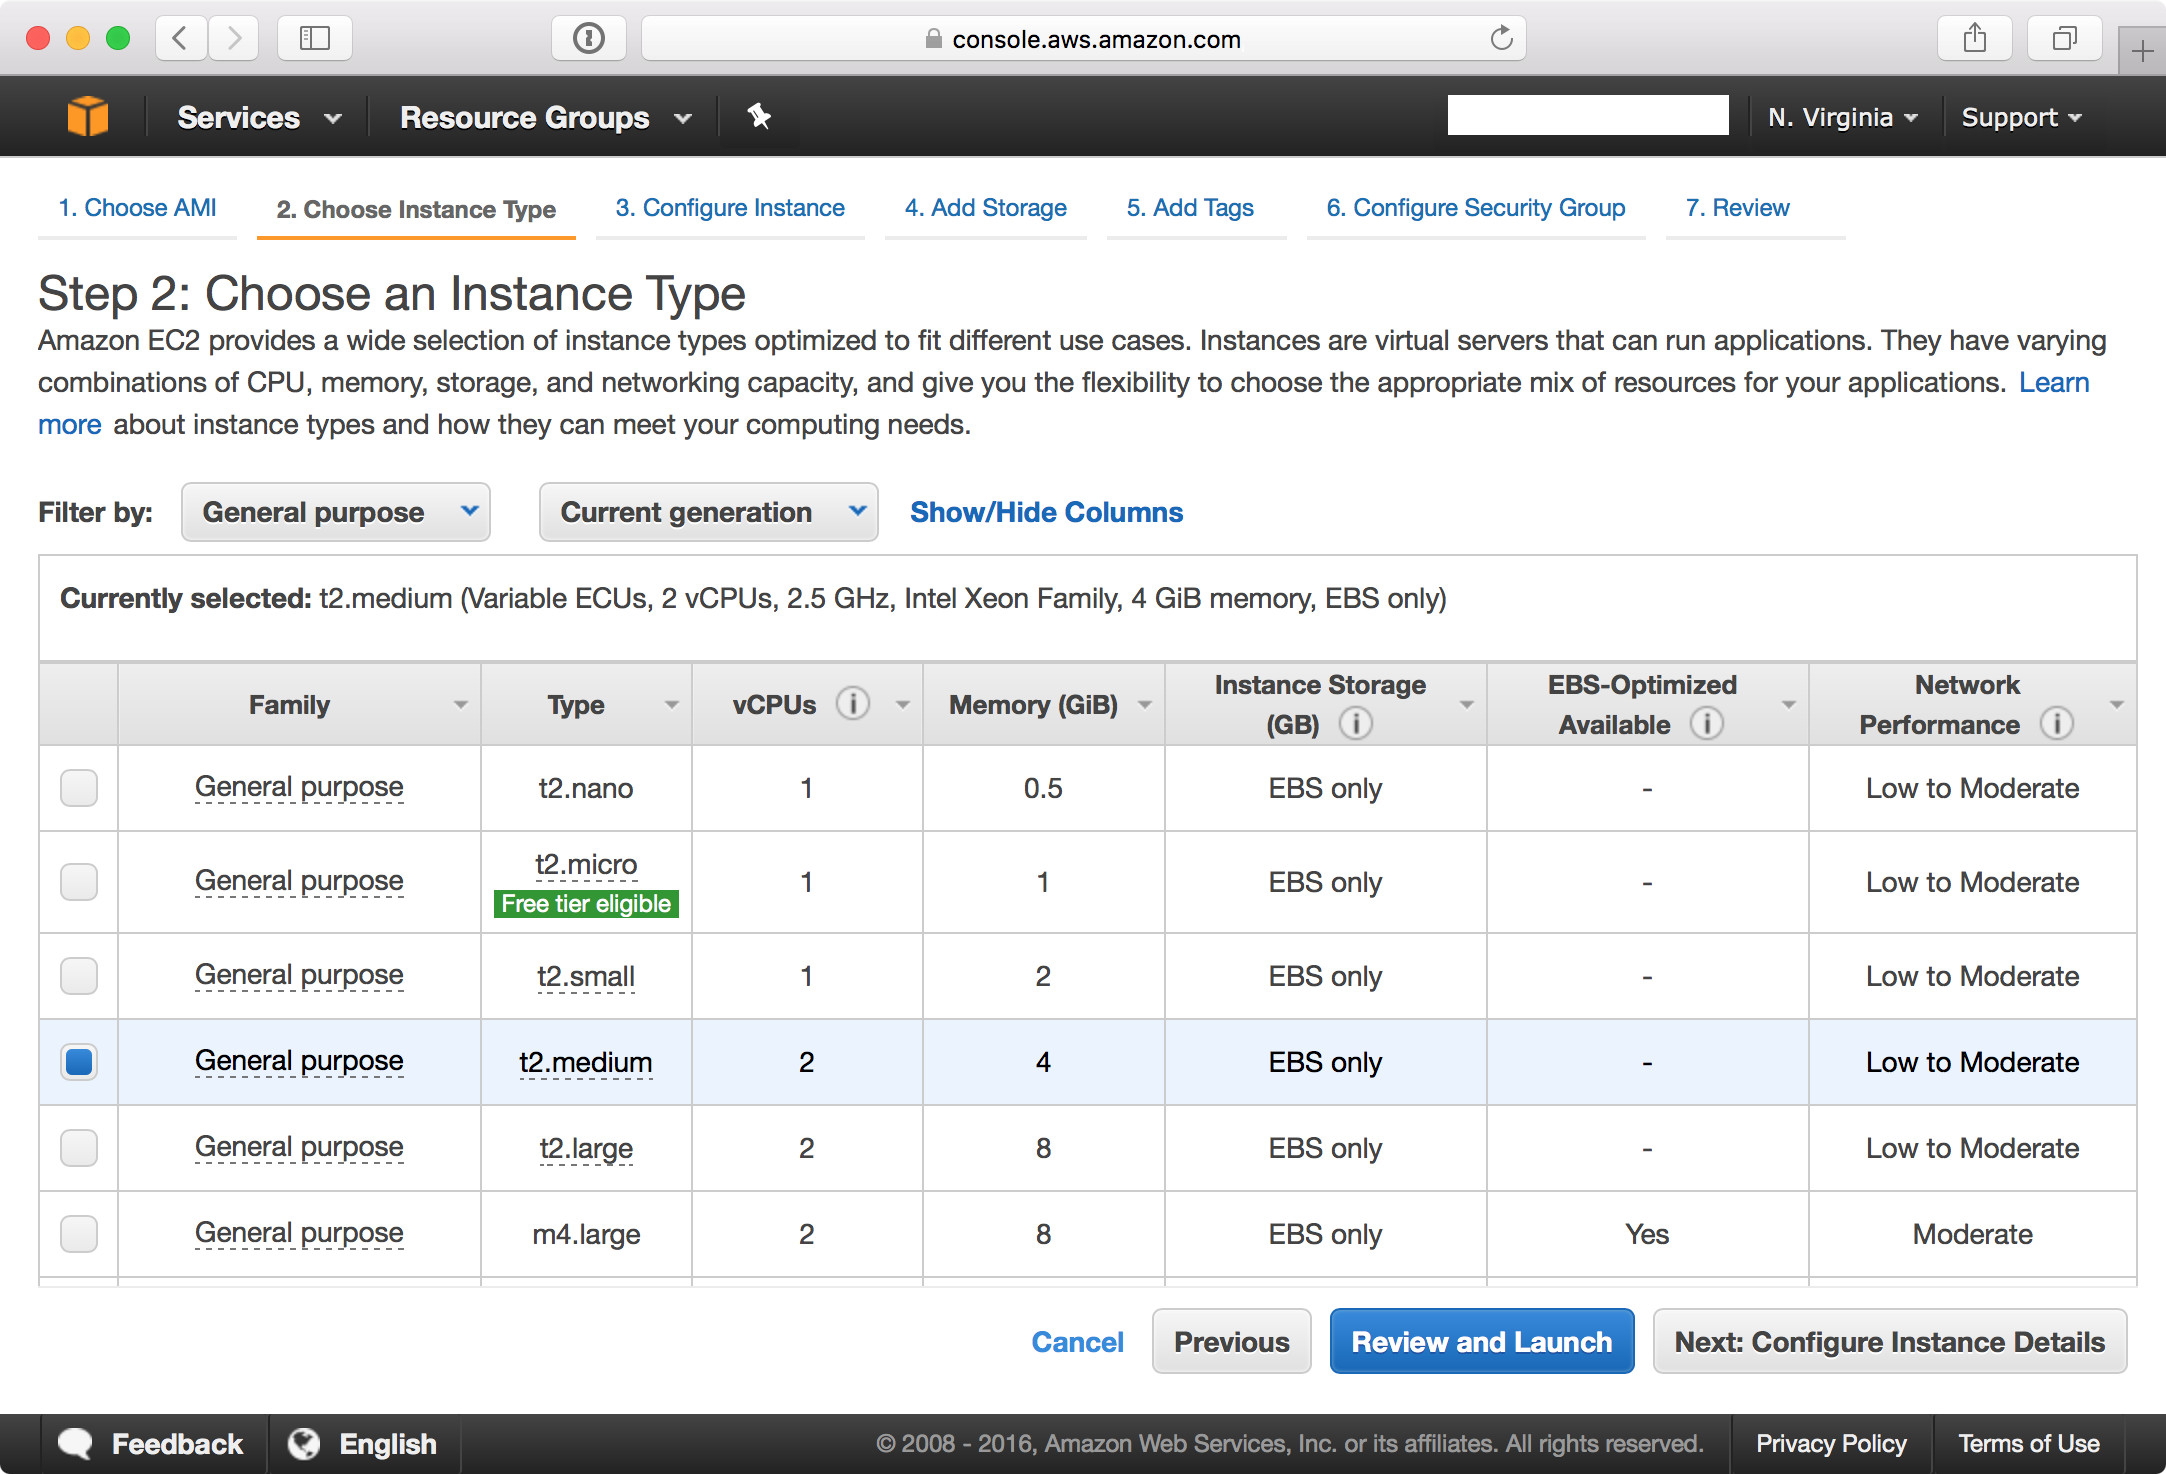 console.aws.amazon.com
Services
Resource Groups
N. Virginia
Support
1. Choose AMI
2. Choose Instance Type
3. Configure Instance
4. Add Storage
5. Add Tags
6. Configure Security Group
7. Review
Step 2: Choose an Instance Type
Amazon EC2 provides a wide selection of instance types optimized to fit different use cases. Instances are virtual servers that can run applications. They have varying
combinations of CPU, memory, storage, and networking capacity, and give you the flexibility to choose the appropriate mix of resources for your applications. Learn
more about instance types and how they can meet your computing needs.
Filter by: General purpose Current generation Show/Hide Columns
Currently selected: t2.medium (Variable ECUs, 2 vCPUs, 2.5 GHz, Intel Xeon Family, 4 GiB memory, EBS only)
Family Type vCPUs Memory (GiB) Instance Storage (GB) EBS-Optimized Available Network Performance
General purpose t2.nano 1 0.5 EBS only - Low to Moderate
General purpose t2.micro Free tier eligible 1 1 EBS only - Low to Moderate
General purpose t2.small 1 2 EBS only - Low to Moderate
General purpose t2.medium 2 4 EBS only - Low to Moderate
General purpose t2.large 2 8 EBS only - Low to Moderate
General purpose m4.large 2 8 EBS only Yes Moderate
Cancel Previous Review and Launch Next: Configure Instance Details
Feedback English © 2008 - 2016, Amazon Web Services, Inc. or its affiliates. All rights reserved. Privacy Policy Terms of Use